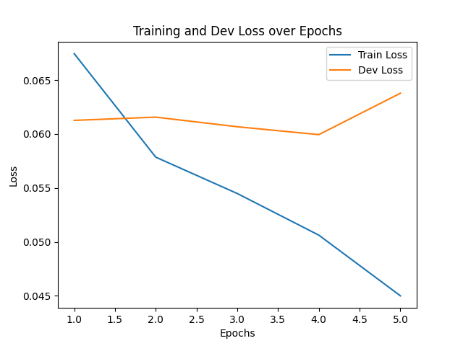 Training and Dev Loss over Epochs
Train Loss
Dev Loss
Loss
0.065
0.060
0.055
0.050
0.045
1.0 1.5 2.0 2.5 3.0 3.5 4.0 4.5 5.0
Epochs